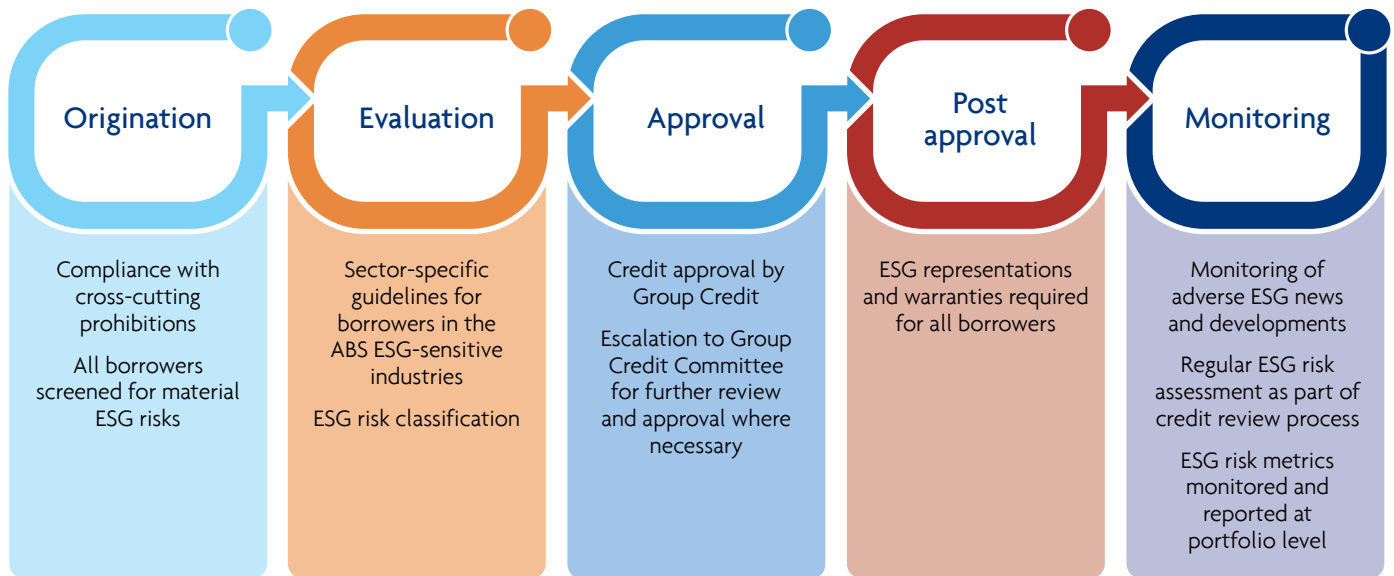 Origination
Compliance with
cross-cutting
prohibitions
All borrowers
screened for material
ESG risks
Evaluation
Sector-specific
guidelines for
borrowers in the
ABS ESG-sensitive
industries
ESG risk classification
Approval
Credit approval by
Group Credit
Escalation to Group
Credit Committee
for further review
and approval where
necessary
Post
approval
ESG representations
and warranties required
for all borrowers
Monitoring
Monitoring of
adverse ESG news
and developments
Regular ESG risk
assessment as part of
credit review process
ESG risk metrics
monitored and
reported at
portfolio level